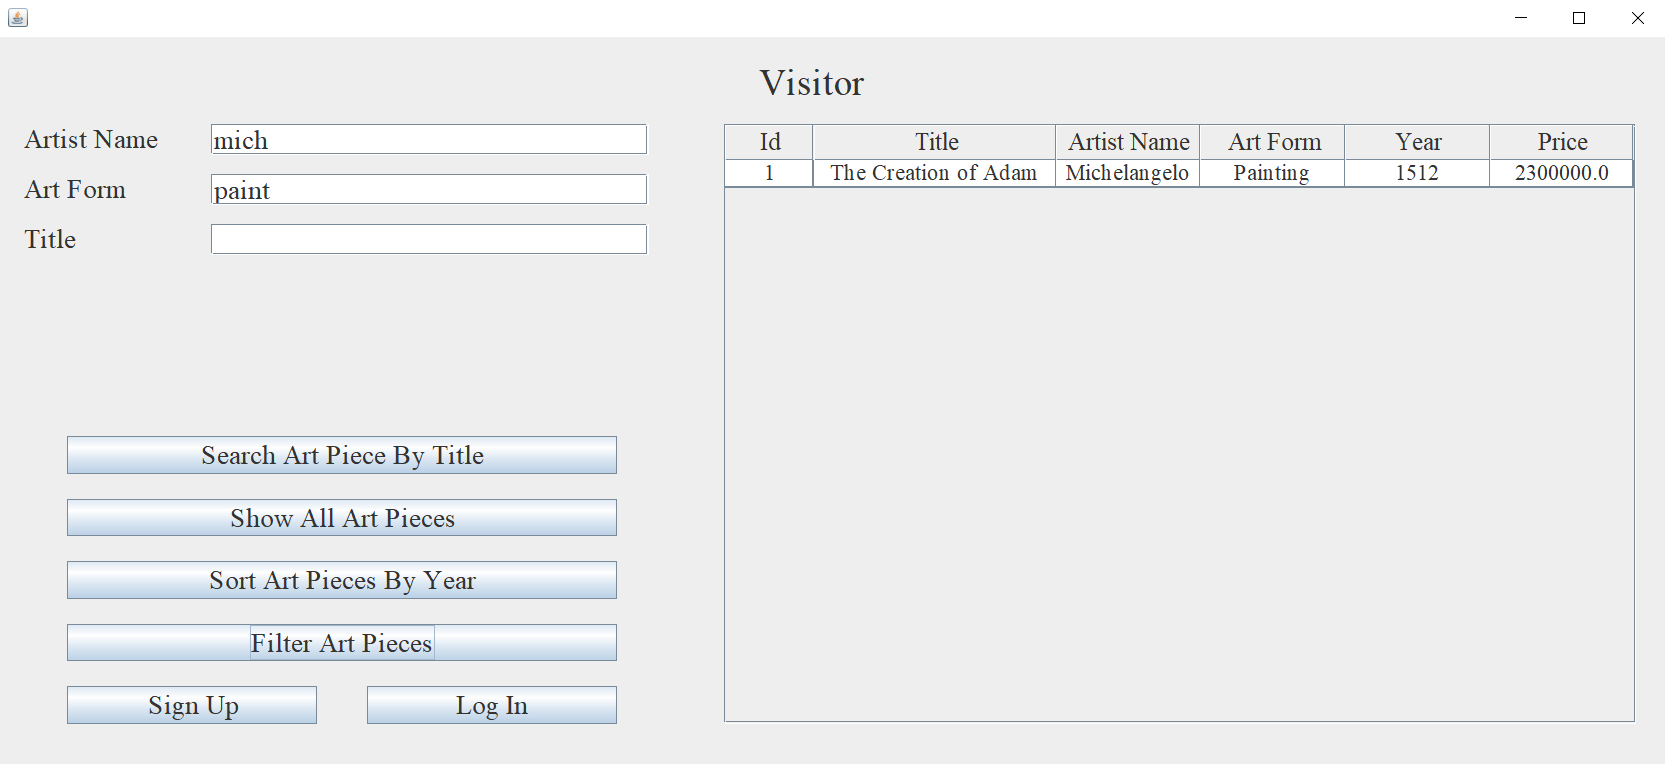 Visitor
Artist Name mich
Art Form paint
Title
Id Title Artist Name Art Form Year Price
1 The Creation of Adam Michelangelo Painting 1512 2300000.0
Search Art Piece By Title
Show All Art Pieces
Sort Art Pieces By Year
Filter Art Pieces
Sign Up Log In